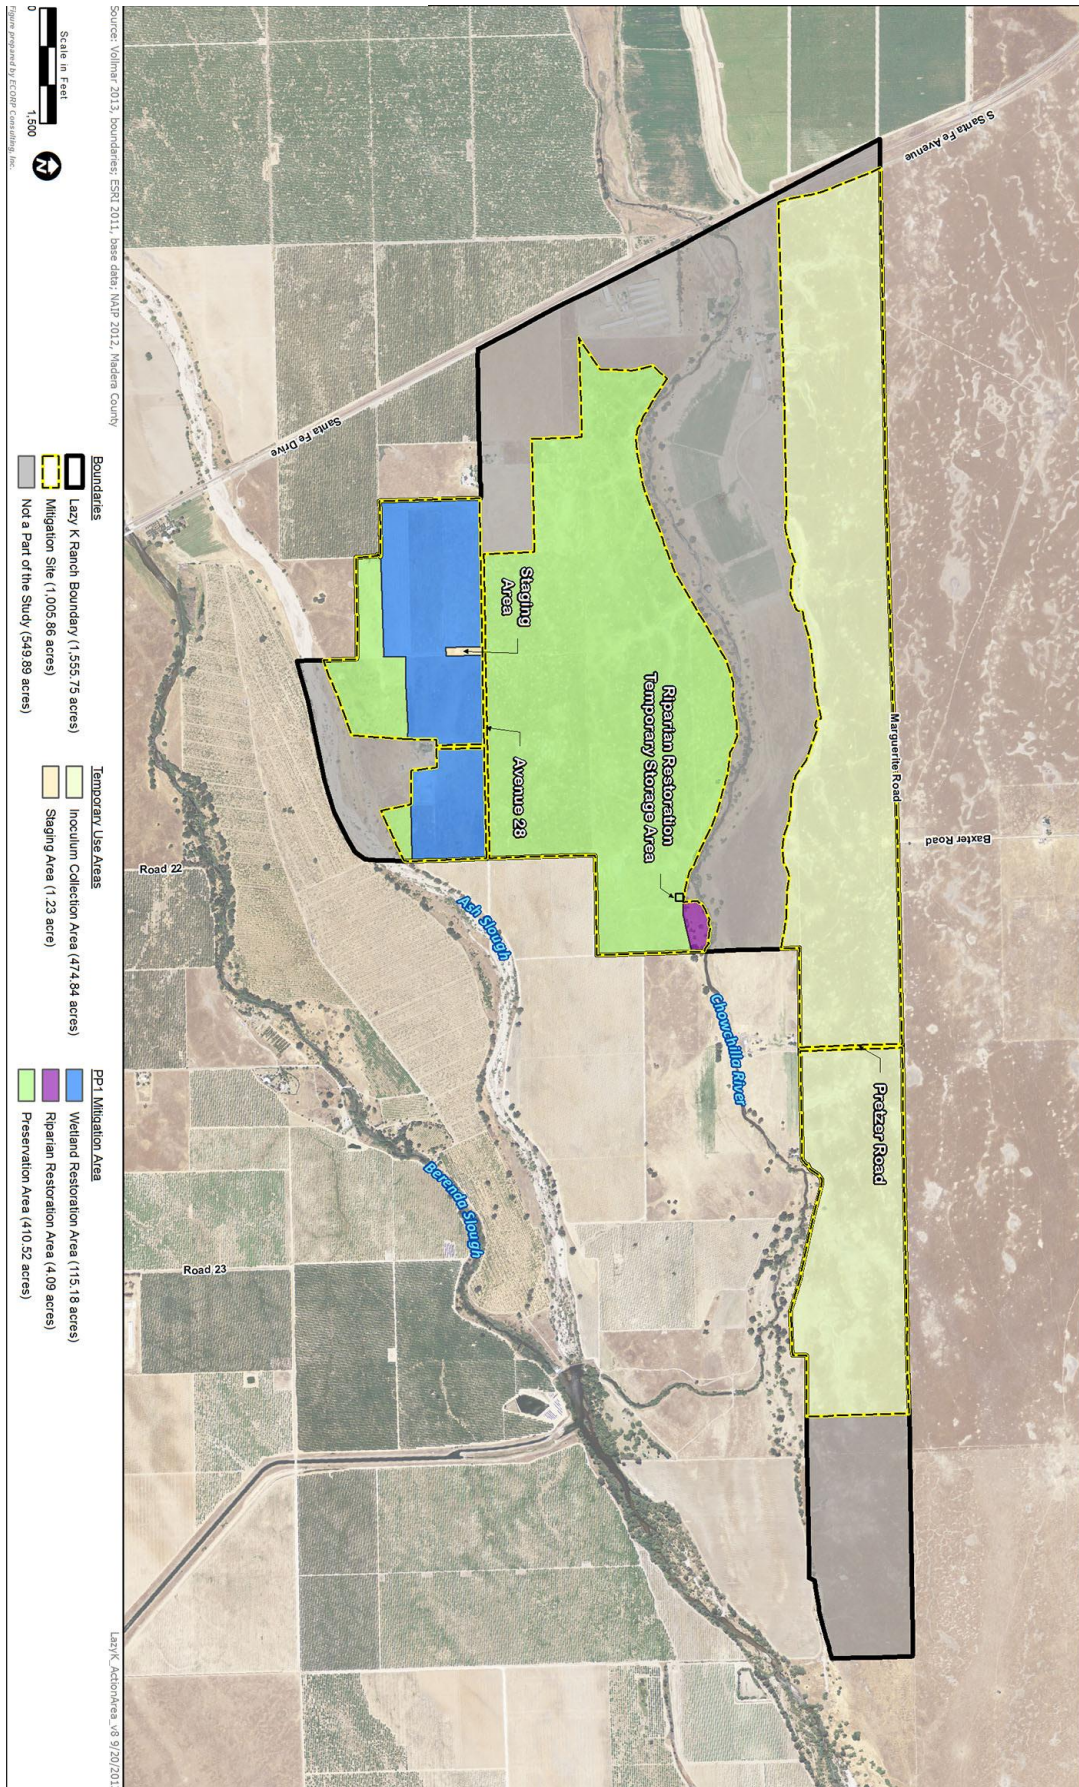 S Santa Fe Avenue
Marguerite Road
Baxter Road
Pretzer Road
Chowchilla River
Riparian Restoration
Temporary Storage Area
Staging
Area
Avenue 28
Santa Fe Drive
Ash Slough
Berenda Slough
Road 22
Road 23
Source: Vollmar 2013, boundaries; ESRI 2011, base data; NAIP 2012, Madera County
LazyK_ActionArea_v8 9/20/201
Scale in Feet
0
1,500
N
Figure prepared by ECORP Consulting, Inc.
Boundaries
Lazy K Ranch Boundary (1,555.75 acres)
Mitigation Site (1,005.86 acres)
Not a Part of the Study (549.89 acres)
Temporary Use Areas
Inoculum Collection Area (474.84 acres)
Staging Area (1.23 acre)
PP1 Mitigation Area
Wetland Restoration Area (115.18 acres)
Riparian Restoration Area (4.09 acres)
Preservation Area (410.52 acres)